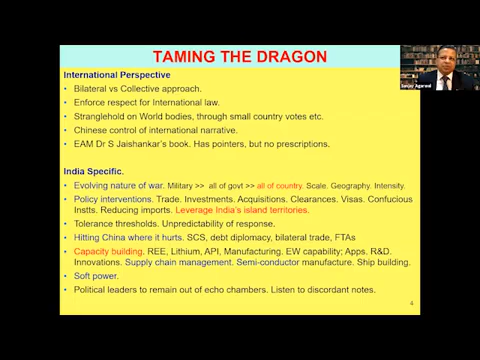 TAMING THE DRAGON
International Perspective
• Bilateral vs Collective approach.
• Enforce respect for International law.
• Stranglehold on World bodies, through small country votes etc.
• Chinese control of international narrative.
• EAM Dr S Jaishankar's book. Has pointers, but no prescriptions.
India Specific.
• Evolving nature of war. Military >> all of govt >> all of country. Scale. Geography. Intensity.
• Policy interventions. Trade. Investments. Acquisitions. Clearances. Visas. Confucious
Instts. Reducing imports. Leverage India's island territories.
• Tolerance thresholds. Unpredictability of response.
• Hitting China where it hurts. SCS, debt diplomacy, bilateral trade, FTAs
• Capacity building. REE, Lithium, API, Manufacturing. EW capability; Apps. R&D.
Innovations. Supply chain management. Semi-conductor manufacture. Ship building.
• Soft power.
• Political leaders to remain out of echo chambers. Listen to discordant notes.
4
Sanjay Agarwal